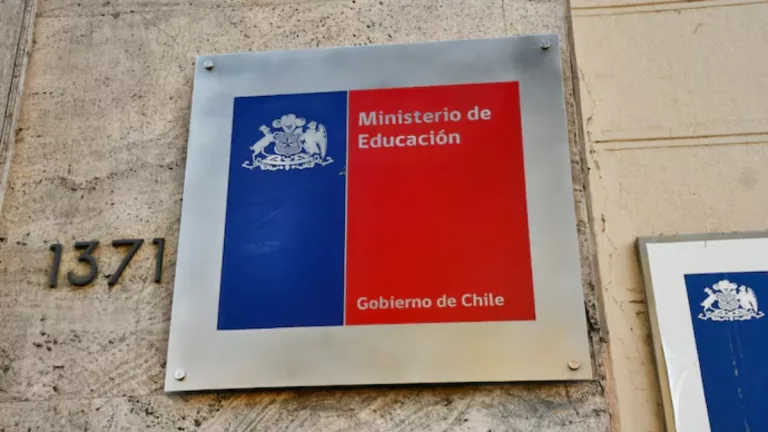 1371
Ministerio de
Educación
Gobierno de Chile